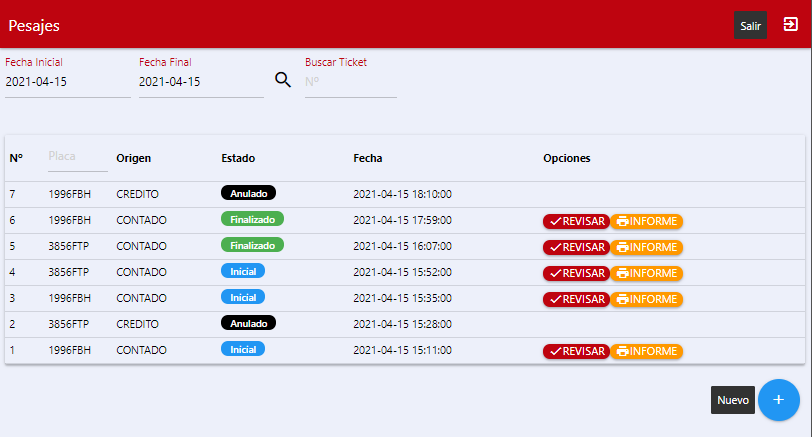 Pesajes Salir
Fecha Inicial Fecha Final Buscar Ticket
2021-04-15 2021-04-15 Nº
Nº Placa Origen Estado Fecha Opciones
7 1996FBH CREDITO Anulado 2021-04-15 18:10:00
6 1996FBH CONTADO Finalizado 2021-04-15 17:59:00 REVISAR INFORME
5 3856FTP CONTADO Finalizado 2021-04-15 16:07:00 REVISAR INFORME
4 3856FTP CONTADO Inicial 2021-04-15 15:52:00 REVISAR INFORME
3 1996FBH CONTADO Inicial 2021-04-15 15:35:00 REVISAR INFORME
2 3856FTP CREDITO Anulado 2021-04-15 15:28:00
1 1996FBH CONTADO Inicial 2021-04-15 15:11:00 REVISAR INFORME
Nuevo +